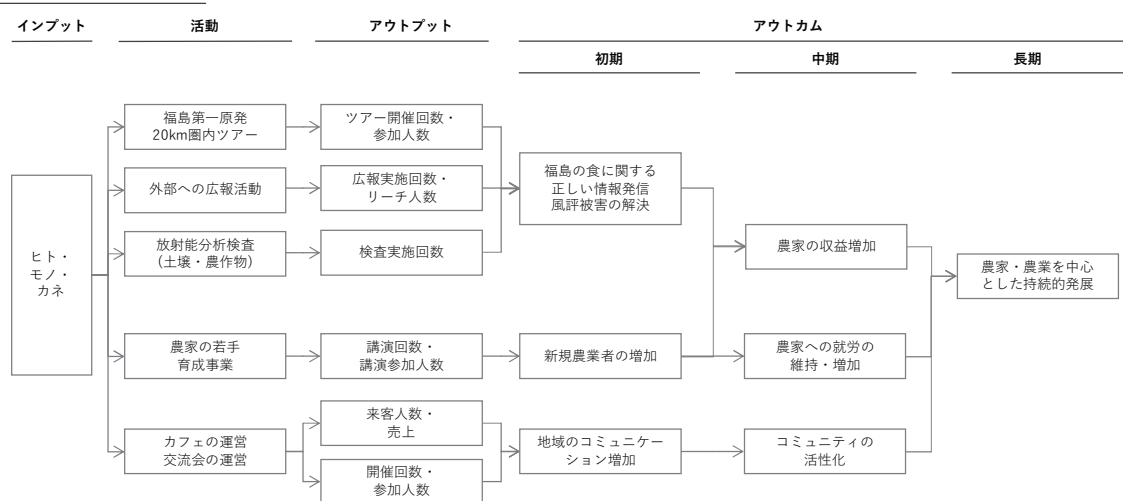 インプット
活動
アウトプット
アウトカム
初期
中期
長期
ヒト・
モノ・
カネ
福島第一原発
20km圏内ツアー
外部への広報活動
放射能分析検査
(土壌・農作物)
農家の若手
育成事業
カフェの運営
交流会の運営
ツアー開催回数・
参加人数
広報実施回数・
リーチ人数
検査実施回数
講演回数・
講演参加人数
来客人数・
売上
開催回数・
参加人数
福島の食に関する
正しい情報発信
風評被害の解決
新規農業者の増加
地域のコミュニケー
ション増加
農家の収益増加
農家への就労の
維持・増加
コミュニティの
活性化
農家・農業を中心
とした持続的発展